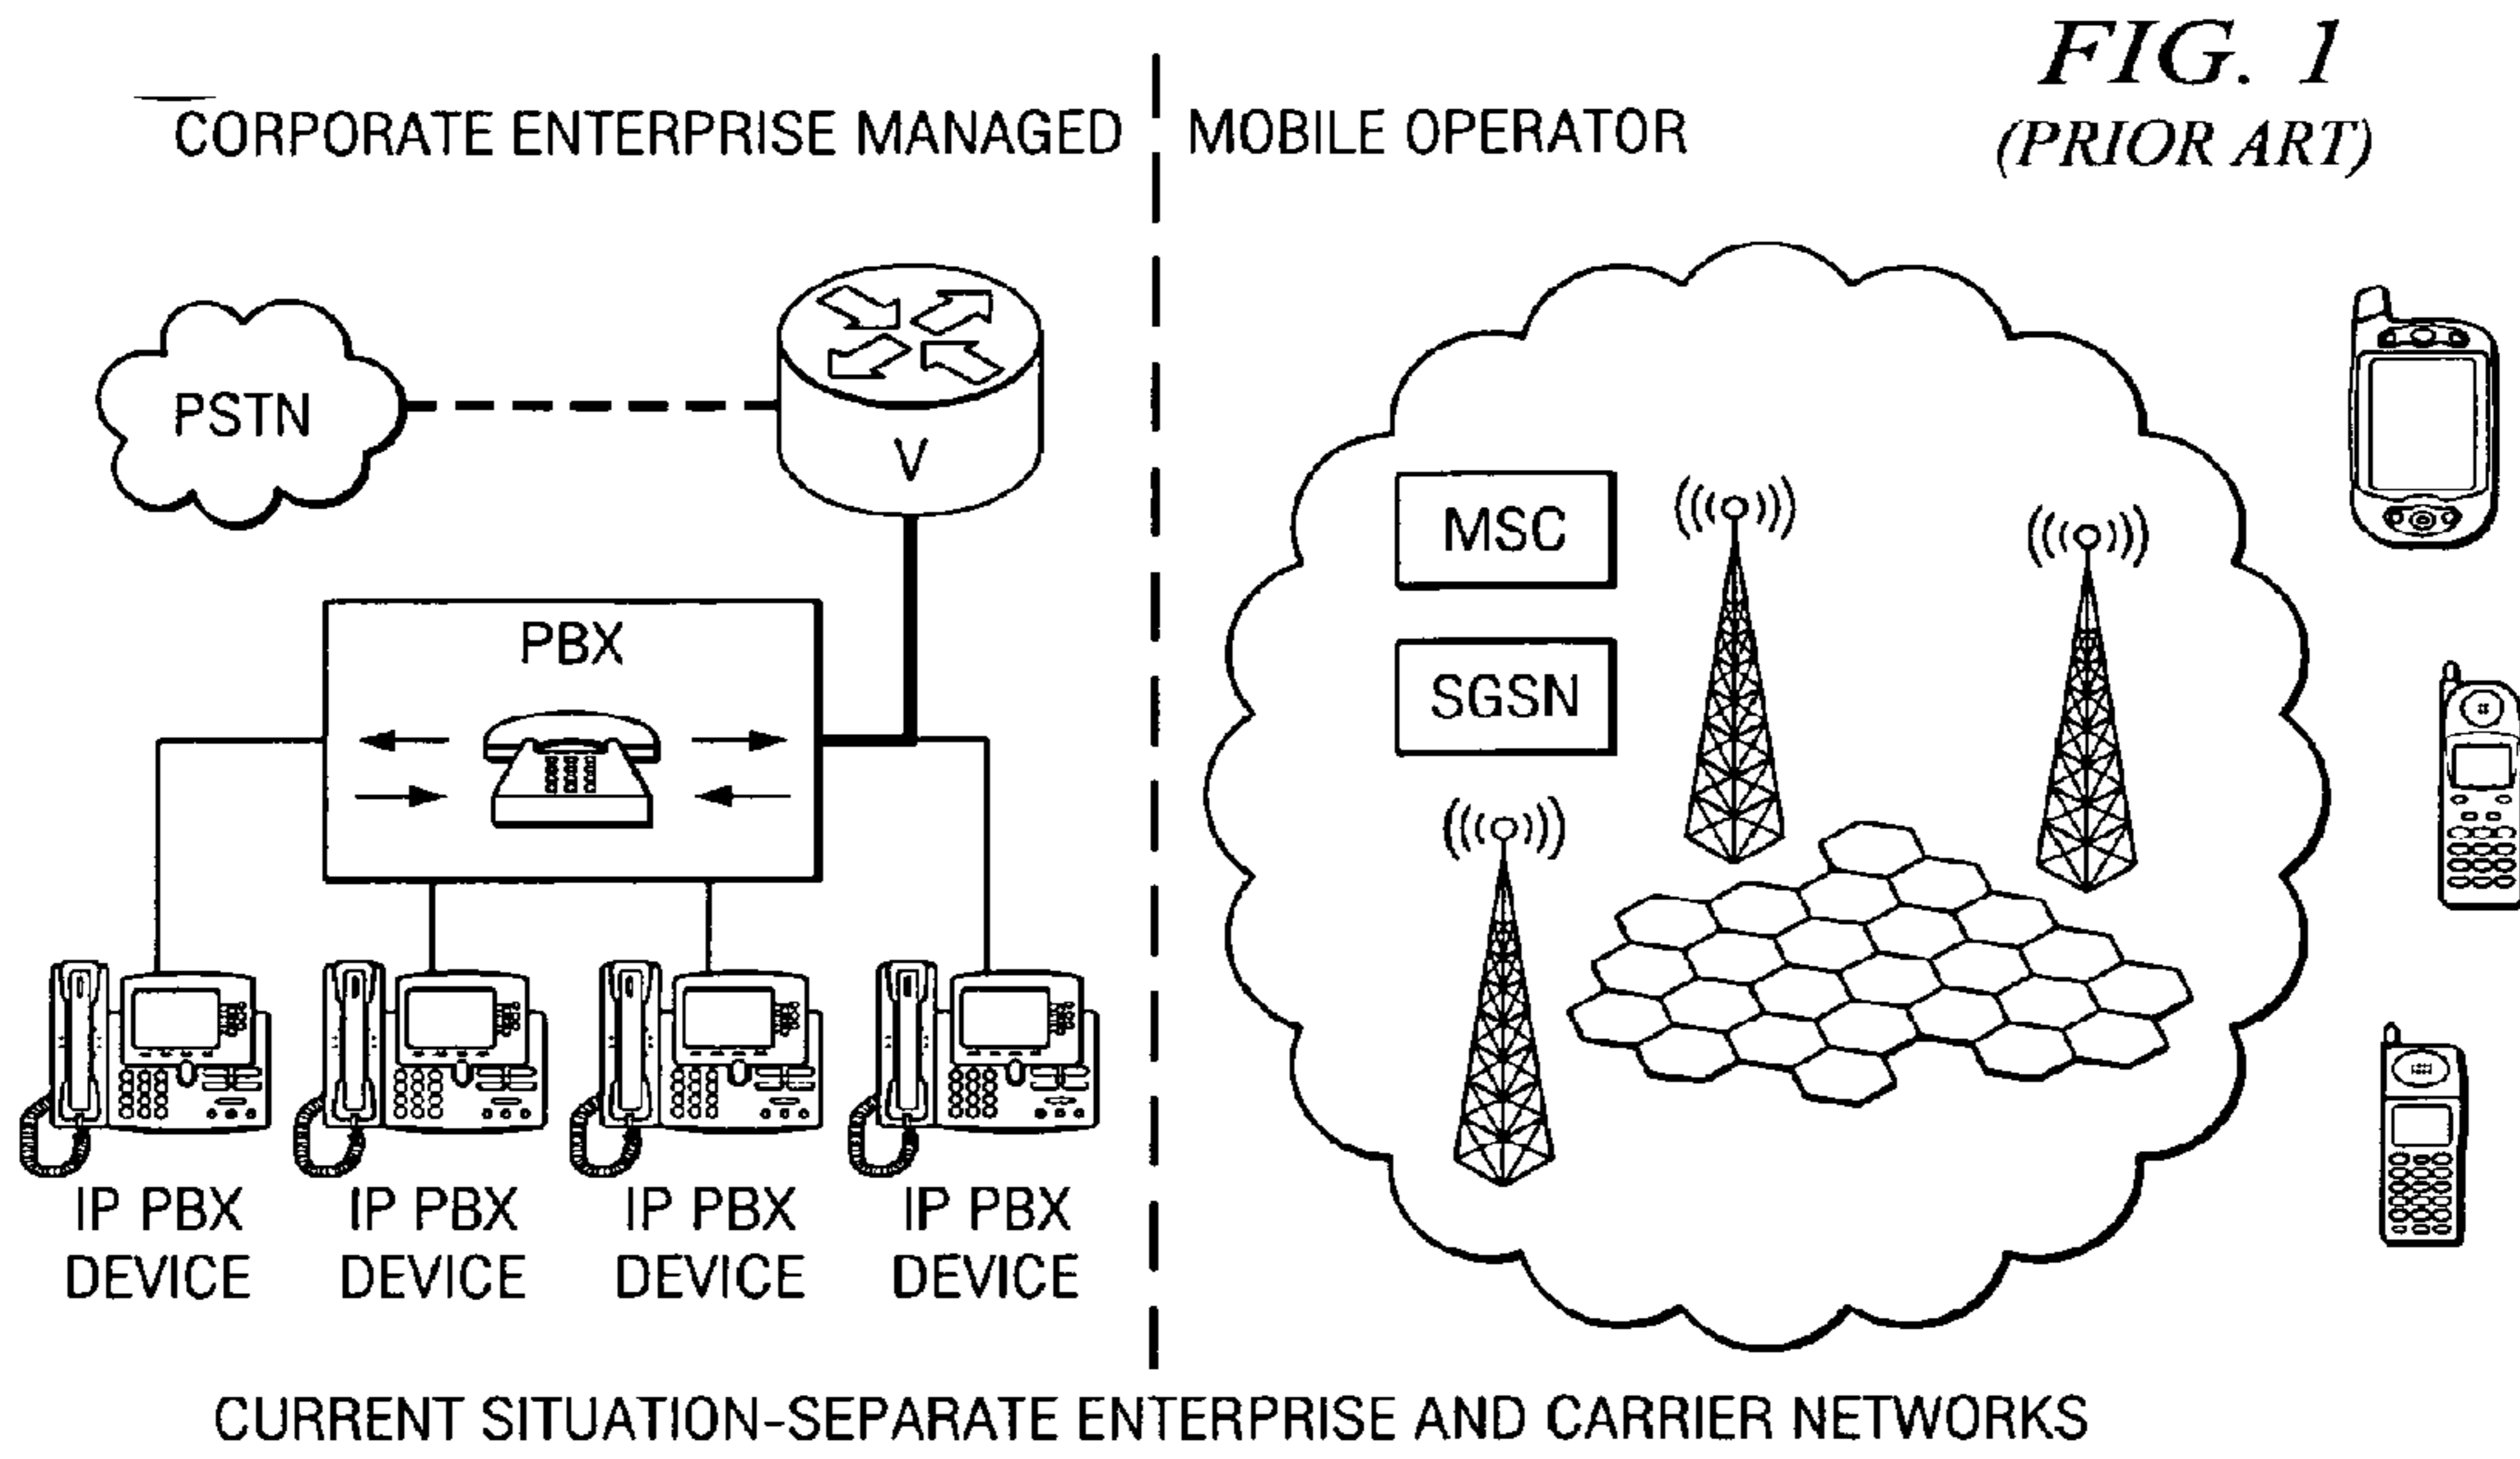 FIG. 1
(PRIOR ART)
CORPORATE ENTERPRISE MANAGED
MOBILE OPERATOR
PSTN
V
PBX
MSC
SGSN
IP PBX
DEVICE
IP PBX
DEVICE
IP PBX
DEVICE
IP PBX
DEVICE
CURRENT SITUATION-SEPARATE ENTERPRISE AND CARRIER NETWORKS